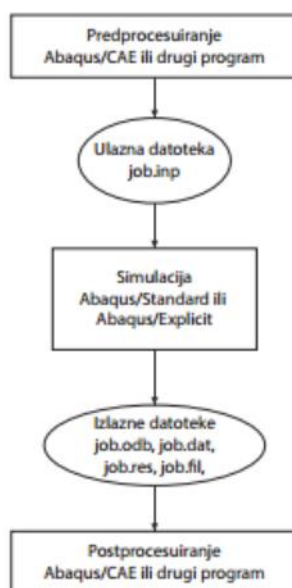 Predprocesuiranje
Abaqus/CAE ili drugi program
Ulazna datoteka
job.inp
Simulacija
Abaqus/Standard ili
Abaqus/Explicit
Izlazne datoteke
job.odb, job.dat,
job.res, job.fil,
Postprocesuiranje
Abaqus/CAE ili drugi program